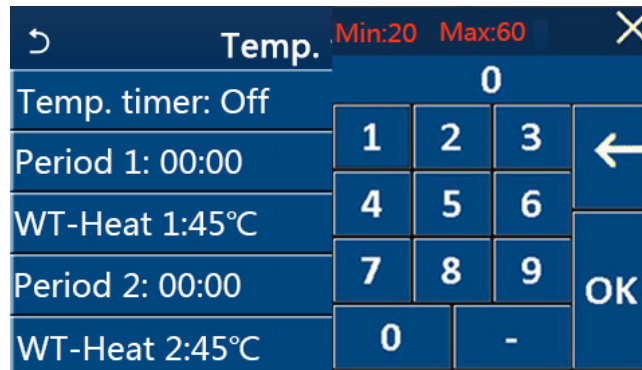 Temp.
Temp. timer: Off
Period 1: 00:00
WT-Heat 1:45℃
Period 2: 00:00
WT-Heat 2:45℃
Min:20 Max:60
0
1 2 3
4 5 6
7 8 9
OK
0 -